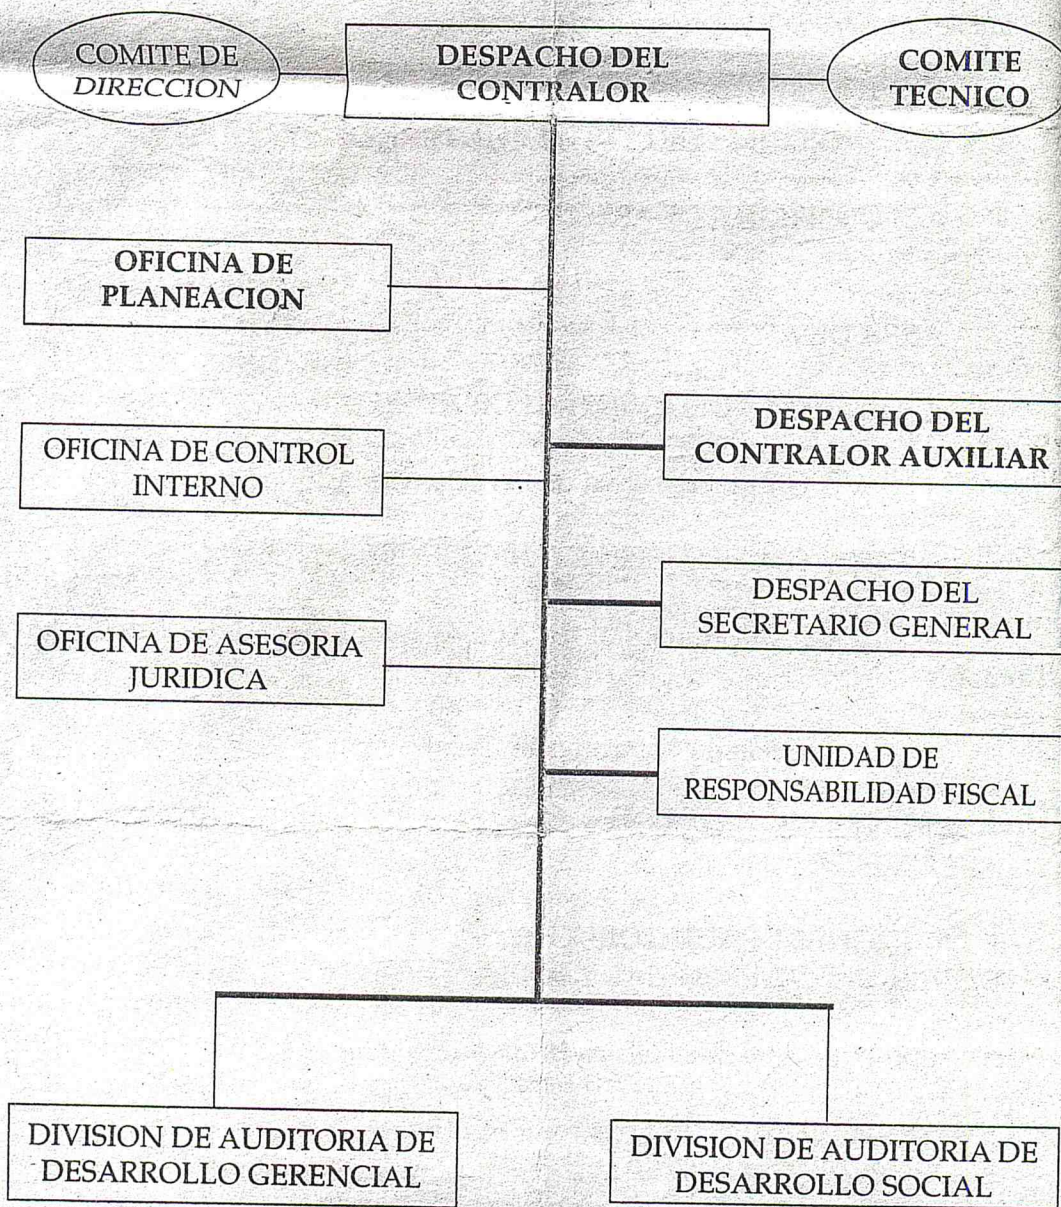 COMITE DE
DIRECCION
DESPACHO DEL
CONTRALOR
COMITE
TECNICO
OFICINA DE
PLANEACION
DESPACHO DEL
CONTRALOR AUXILIAR
OFICINA DE CONTROL
INTERNO
DESPACHO DEL
SECRETARIO GENERAL
OFICINA DE ASESORIA
JURIDICA
UNIDAD DE
RESPONSABILIDAD FISCAL
DIVISION DE AUDITORIA DE
DESARROLLO GERENCIAL
DIVISION DE AUDITORIA DE
DESARROLLO SOCIAL